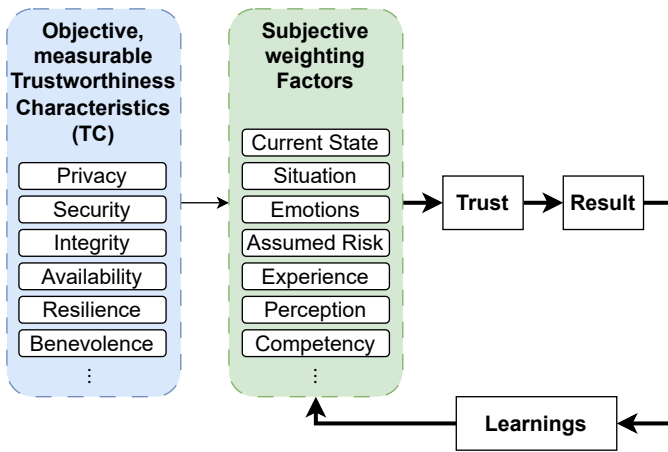 Objective,
measurable
Trustworthiness
Characteristics
(TC)
Privacy
Security
Integrity
Availability
Resilience
Benevolence
⋮
Subjective
weighting
Factors
Current State
Situation
Emotions
Assumed Risk
Experience
Perception
Competency
⋮
Trust
Result
Learnings